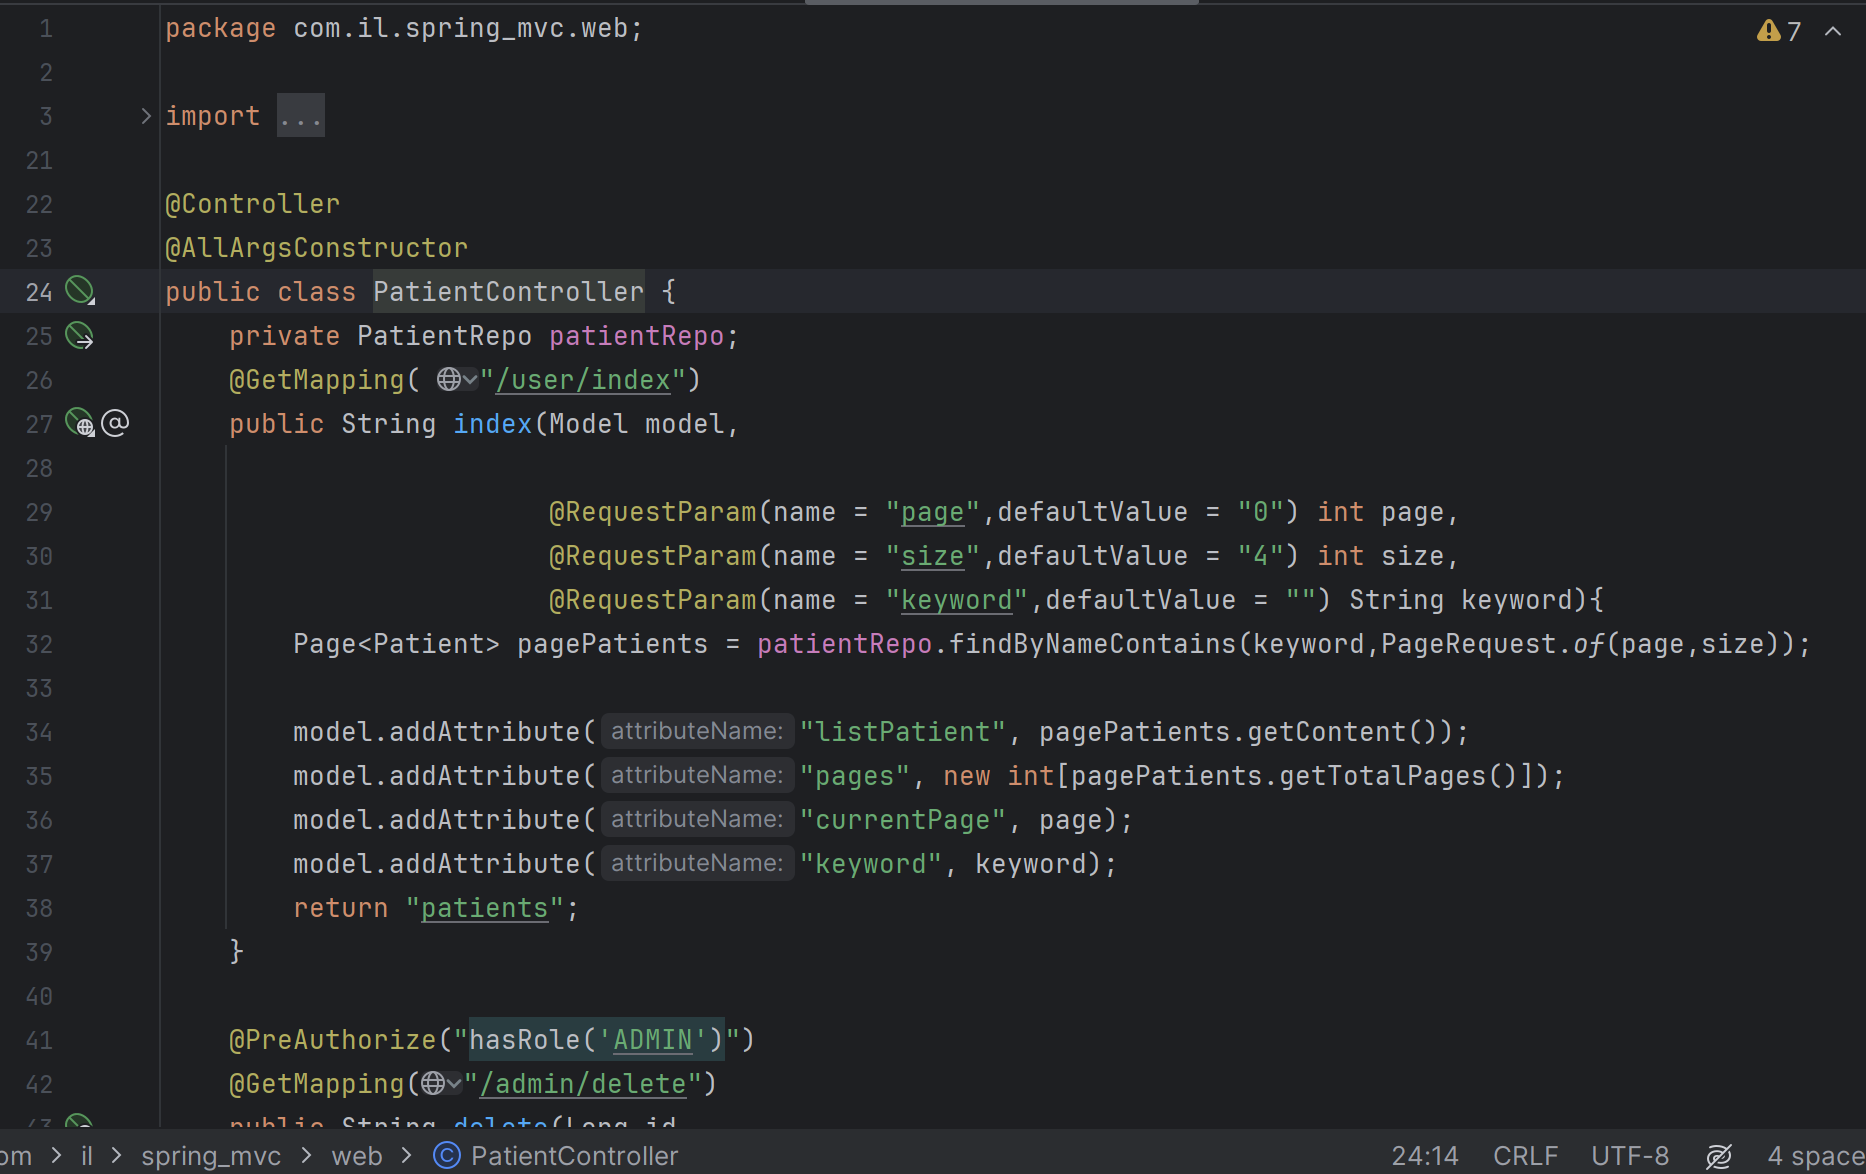 1 package com.il.spring_mvc.web;
7
2
3 import ...
21
22 @Controller
23 @AllArgsConstructor
24 public class PatientController {
25 private PatientRepo patientRepo;
26 @GetMapping( "/user/index")
27 public String index(Model model,
28
29 @RequestParam(name = "page",defaultValue = "0") int page,
30 @RequestParam(name = "size",defaultValue = "4") int size,
31 @RequestParam(name = "keyword",defaultValue = "") String keyword){
32 Page<Patient> pagePatients = patientRepo.findByNameContains(keyword,PageRequest.of(page,size));
33
34 model.addAttribute( attributeName: "listPatient", pagePatients.getContent());
35 model.addAttribute( attributeName: "pages", new int[pagePatients.getTotalPages()]);
36 model.addAttribute( attributeName: "currentPage", page);
37 model.addAttribute( attributeName: "keyword", keyword);
38 return "patients";
39 }
40
41 @PreAuthorize("hasRole('ADMIN')")
42 @GetMapping("/admin/delete")
43 public String delete(Long id
om > il > spring_mvc > web > PatientController 24:14 CRLF UTF-8 4 space